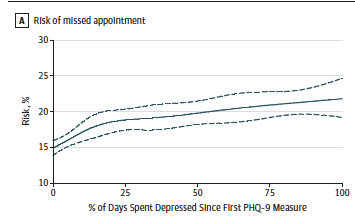 A Risk of missed appointment
30
25
20
15
10
Risk, %
0 25 50 75 100
% of Days Spent Depressed Since First PHQ-9 Measure